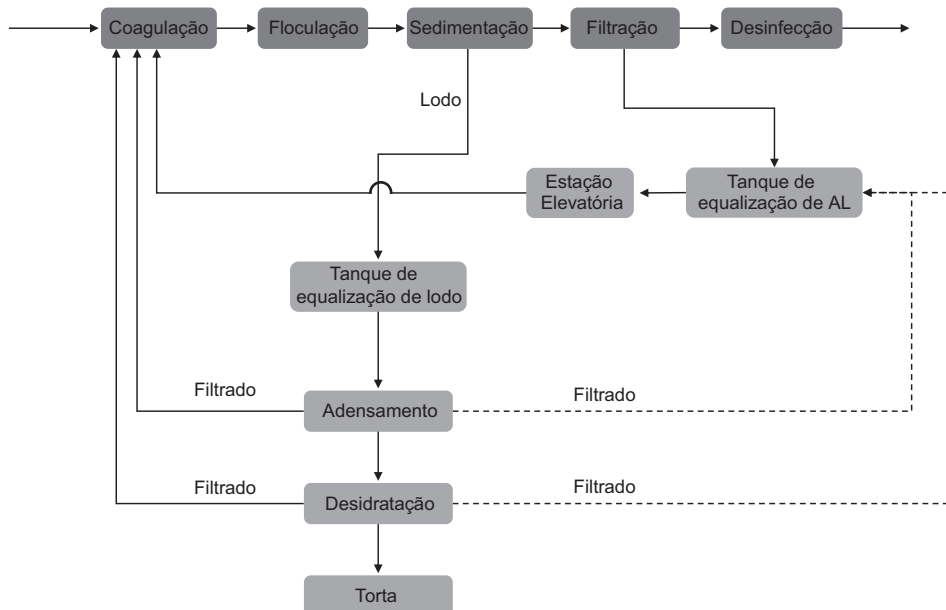 Coagulação
Floculação
Sedimentação
Filtração
Desinfecção
Lodo
Estação
Elevatória
Tanque de
equalização de AL
Tanque de
equalização de lodo
Filtrado
Adensamento
Filtrado
Filtrado
Desidratação
Filtrado
Torta